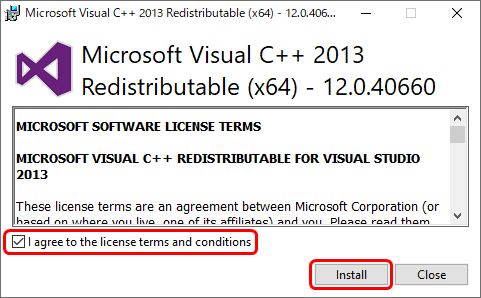 Microsoft Visual C++ 2013 Redistributable (x64) - 12.0.406...
Microsoft Visual C++ 2013
Redistributable (x64) - 12.0.40660
MICROSOFT SOFTWARE LICENSE TERMS
MICROSOFT VISUAL C++ REDISTRIBUTABLE FOR VISUAL STUDIO
2013
These license terms are an agreement between Microsoft Corporation (or
based on where you live, one of its affiliates) and you. Please read them.
I agree to the license terms and conditions
Install
Close